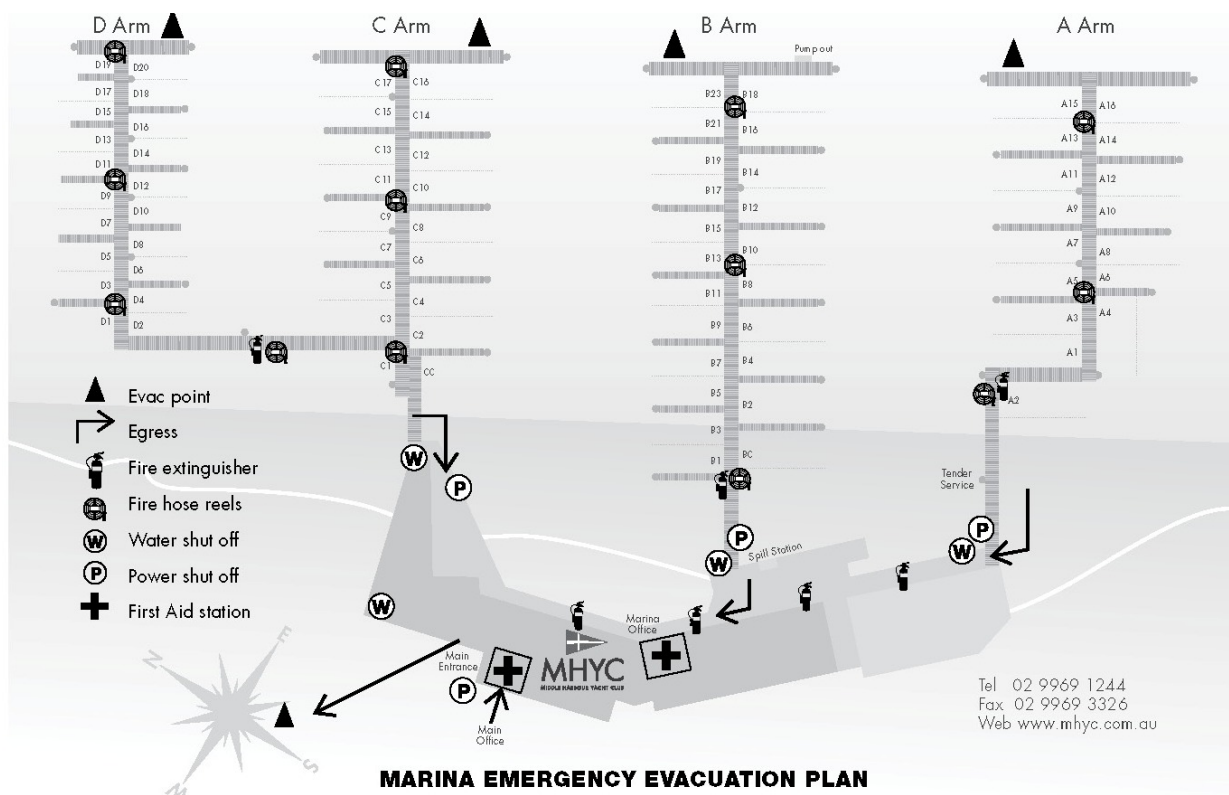 D Arm
C Arm
B Arm
A Arm
Pump out
D19
D20
D17
D18
D15
D16
D13
D14
D11
D12
D9
D10
D7
D8
D5
D6
D3
D4
D1
D2
C17
C16
C15
C14
C13
C12
C11
C10
C9
C8
C7
C6
C5
C4
C3
C2
C1
CC
B23
B18
B21
B16
B19
B14
B17
B12
B15
B10
B13
B8
B11
B9
B6
B7
B4
B5
B2
B3
B1
BC
A15
A16
A13
A14
A11
A12
A9
A10
A7
A8
A5
A6
A3
A4
A1
A2
Evac point
Egress
Fire extinguisher
Fire hose reels
W
Water shut off
P
Power shut off
First Aid station
W
P
W
P
W
Spill Station
Tender
Service
P
W
Marina
Office
Main
Entrance
P
MHYC
MIDDLE HARBOUR YACHT CLUB
Main
Office
N
E
S
W
Tel 02 9969 1244
Fax 02 9969 3326
Web www.mhyc.com.au
MARINA EMERGENCY EVACUATION PLAN